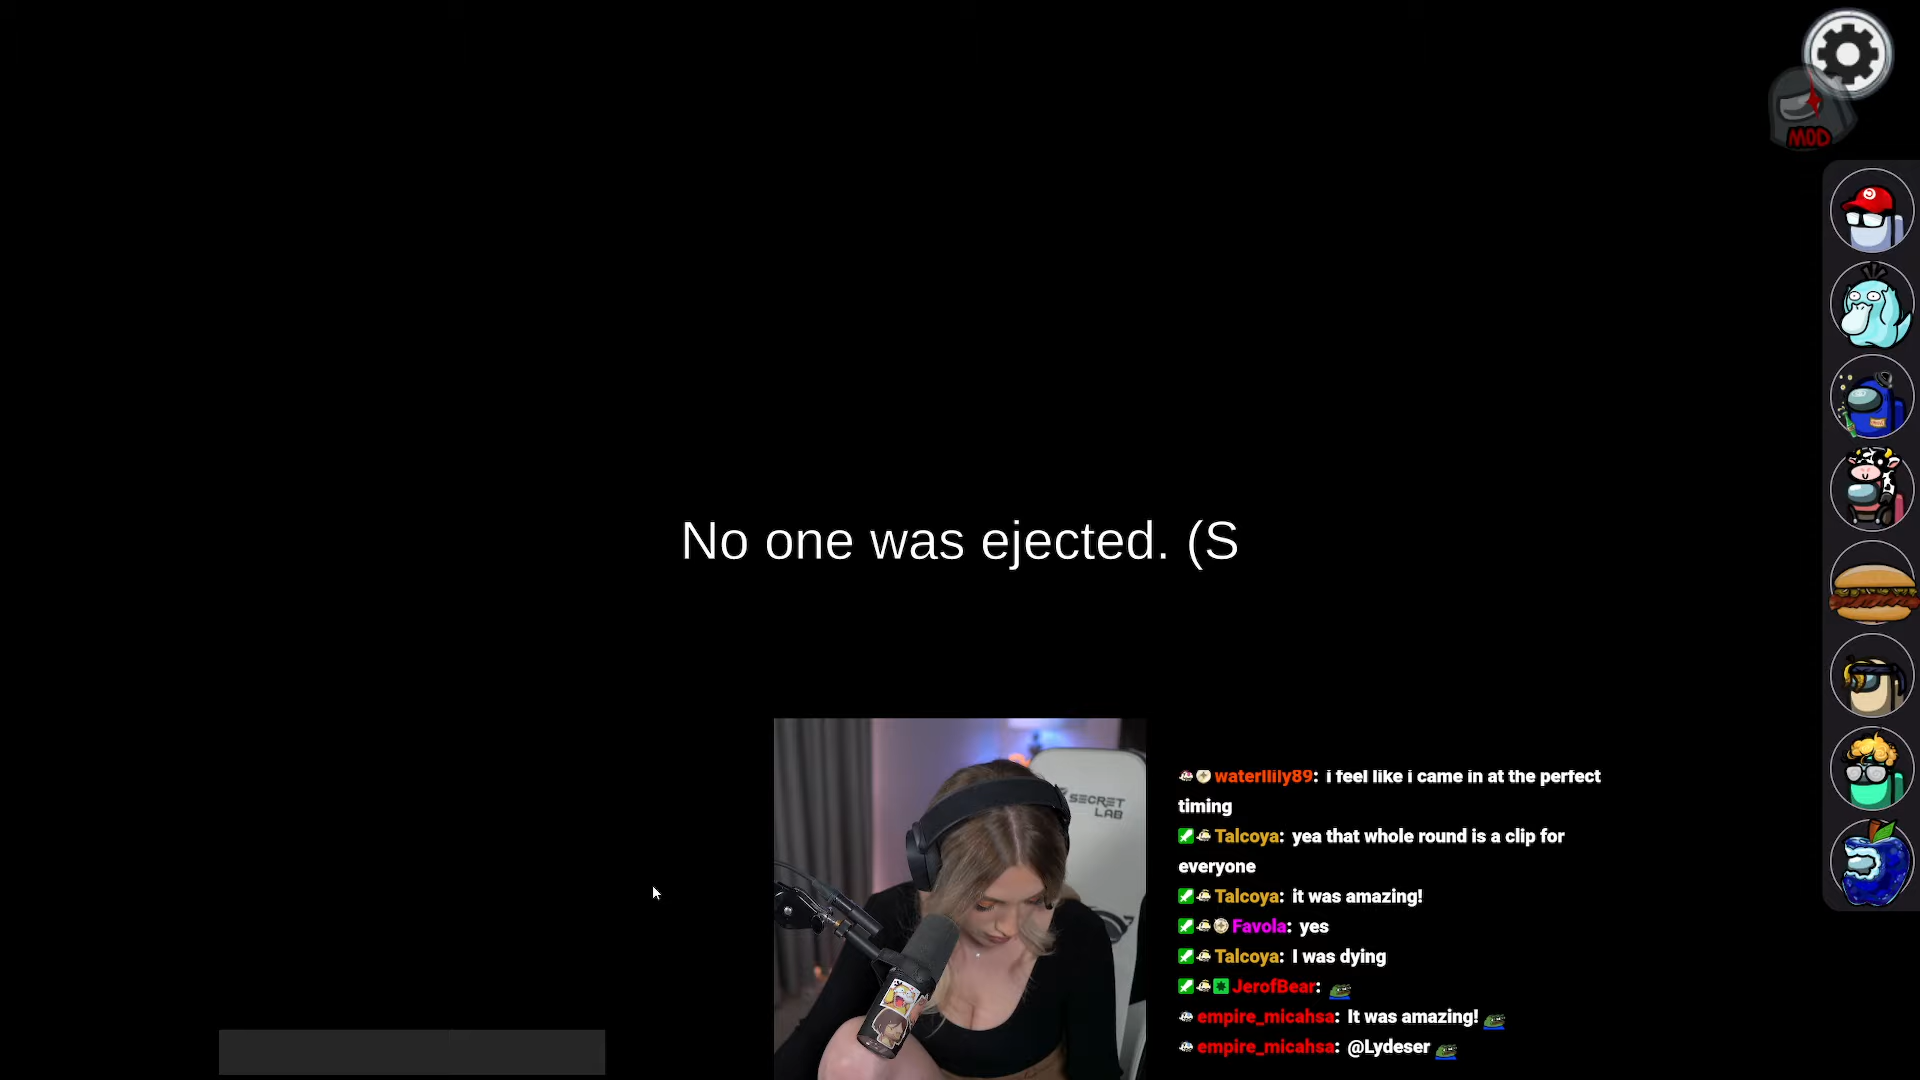 MOD
No one was ejected. (S
SECRET
LAB
waterllily89: i feel like i came in at the perfect
timing
Talcoya: yea that whole round is a clip for
everyone
Talcoya: it was amazing!
Favola: yes
Talcoya: I was dying
JerofBear:
empire_micahsa: It was amazing!
empire_micahsa: @Lydeser